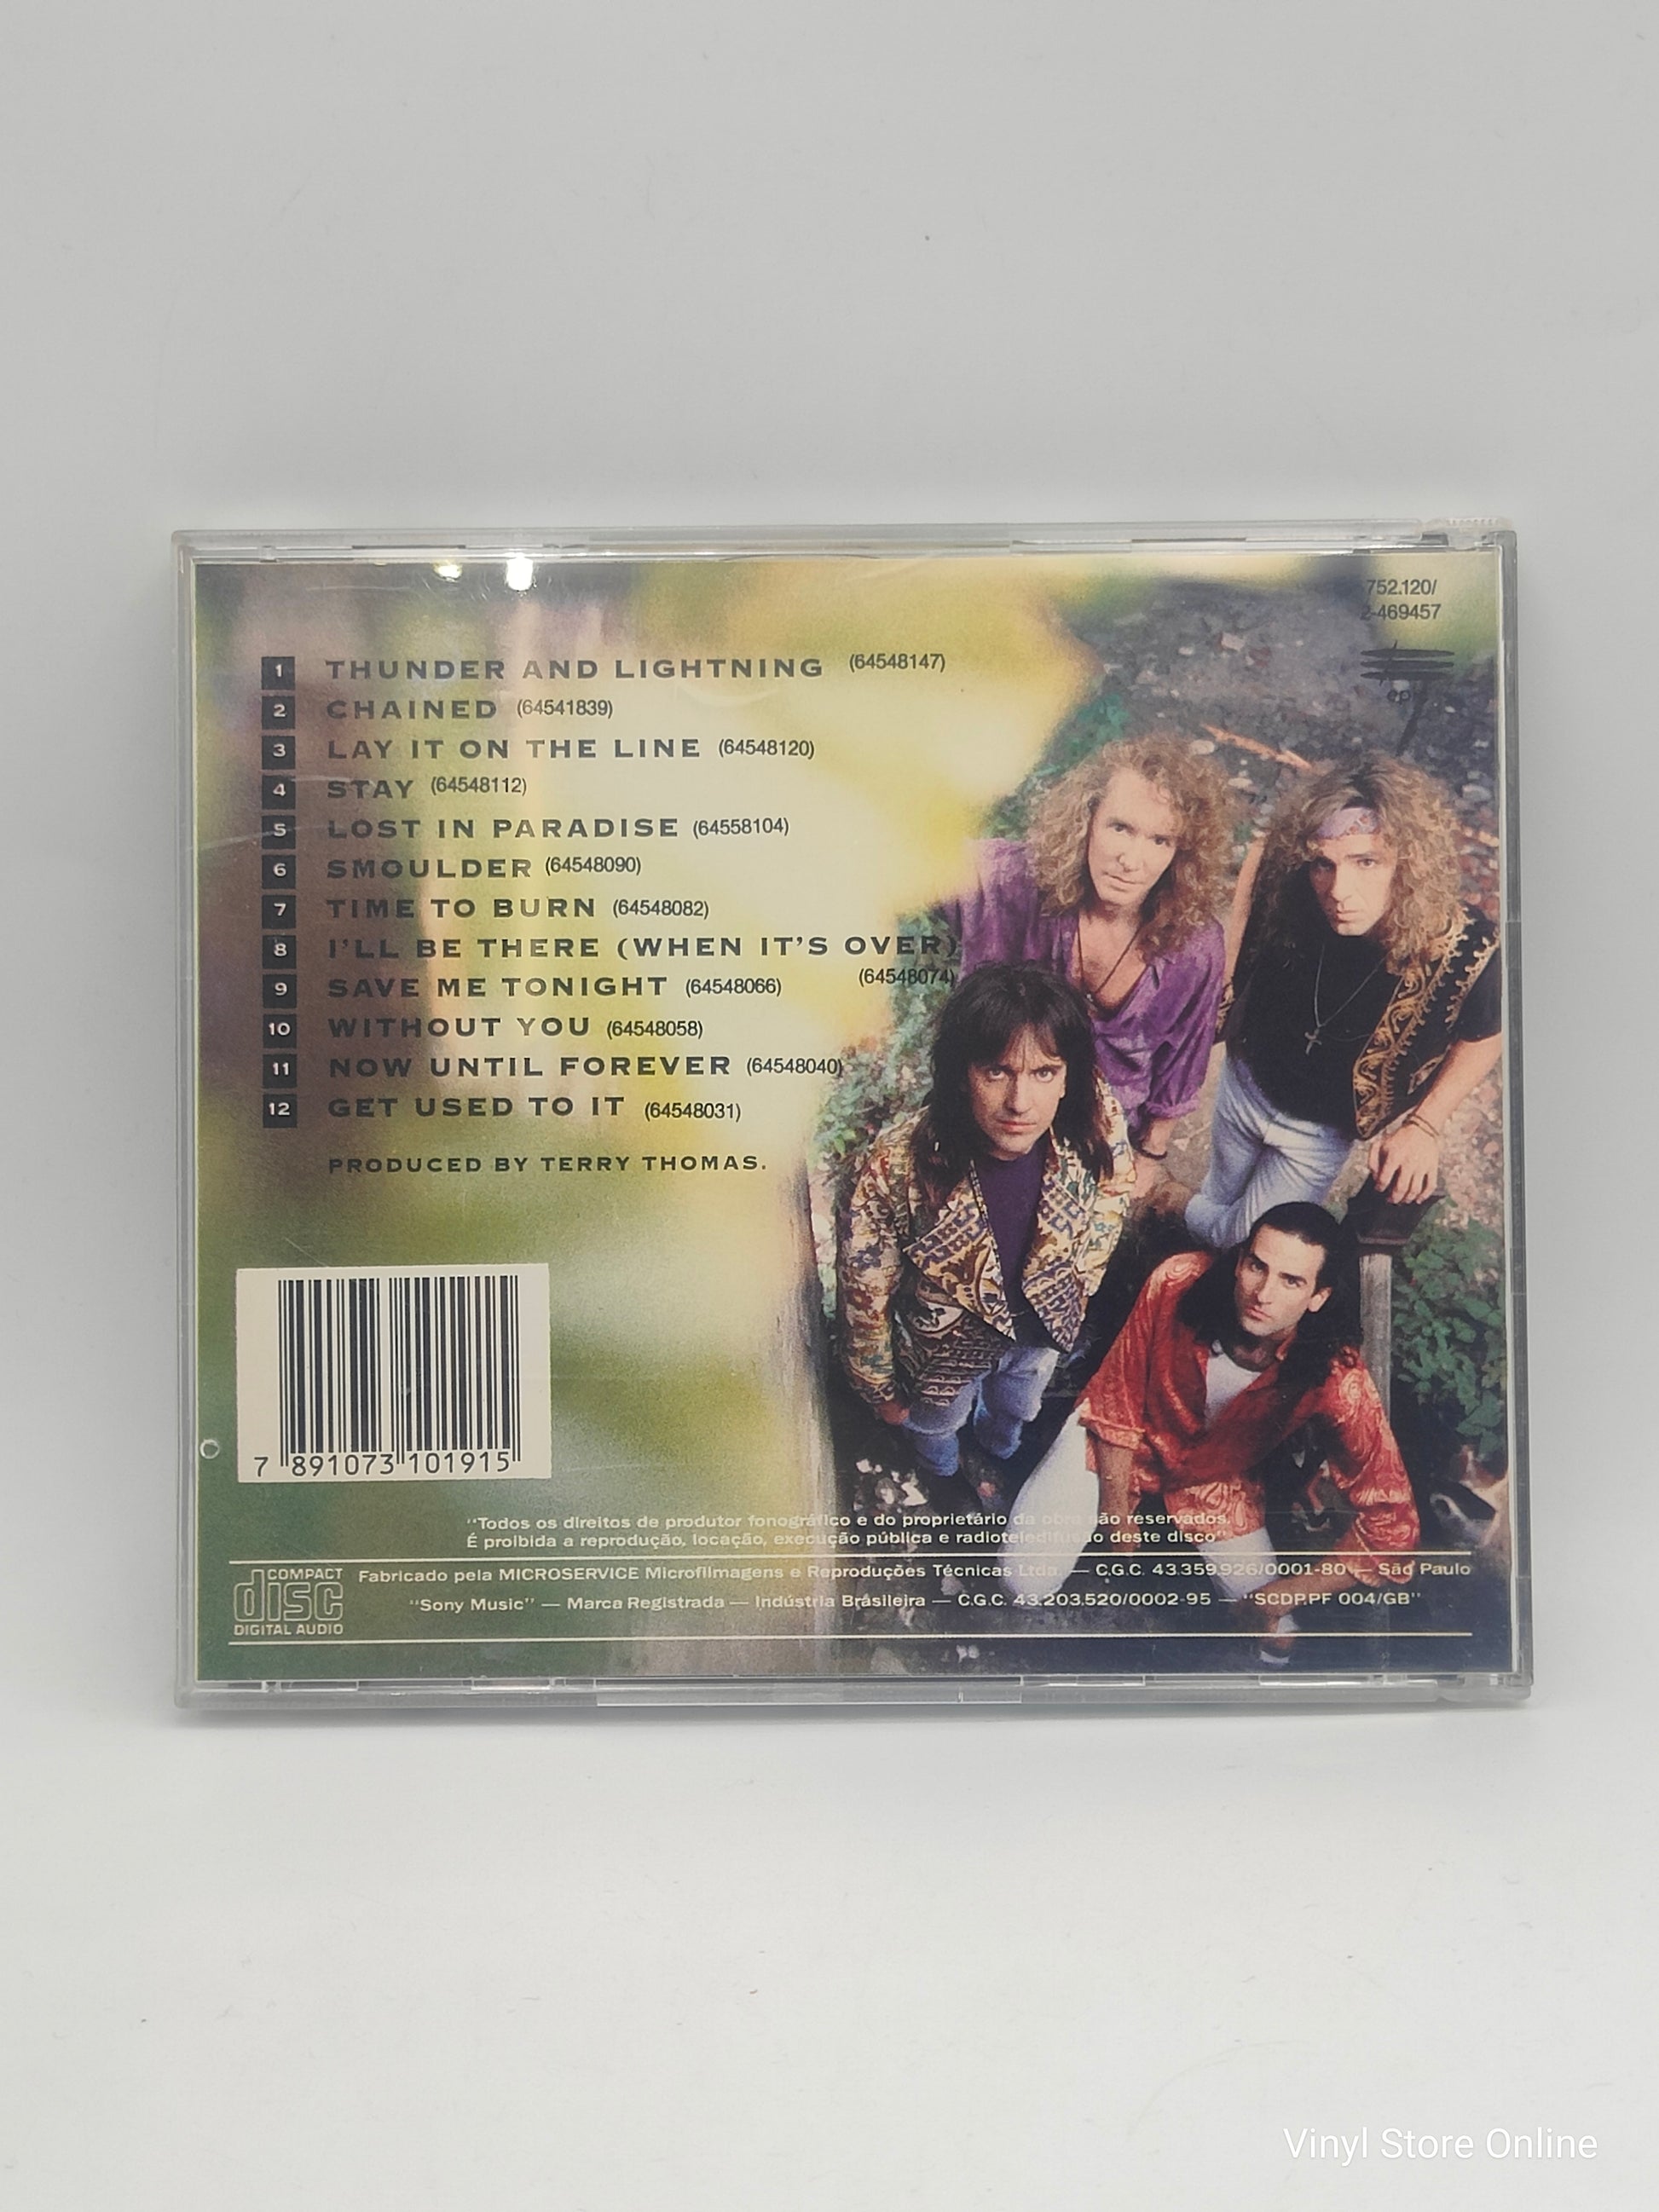 752.120/
2-469457
epic
1 THUNDER AND LIGHTNING (64548147)
2 CHAINED (64541839)
3 LAY IT ON THE LINE (64548120)
4 STAY (64548112)
5 LOST IN PARADISE (64558104)
6 SMOULDER (64548090)
7 TIME TO BURN (64548082)
8 I'LL BE THERE (WHEN IT'S OVER)
(64548074)
9 SAVE ME TONIGHT (64548066)
10 WITHOUT YOU (64548058)
11 NOW UNTIL FOREVER (64548040)
12 GET USED TO IT (64548031)
PRODUCED BY TERRY THOMAS.
7 891073 101915
"Todos os direitos de produtor fonográfico e do proprietário da obra são reservados.
É proibida a reprodução, locação, execução pública e radioteledifusão deste disco"
COMPACT
disc
DIGITAL AUDIO
Fabricado pela MICROSERVICE Microfilmagens e Reproduções Técnicas Ltda. — C.G.C. 43.359.926/0001-80 — São Paulo
"Sony Music" — Marca Registrada — Indústria Brasileira — C.G.C. 43.203.520/0002-95 — "SCDP.PF 004/GB"
Vinyl Store Online